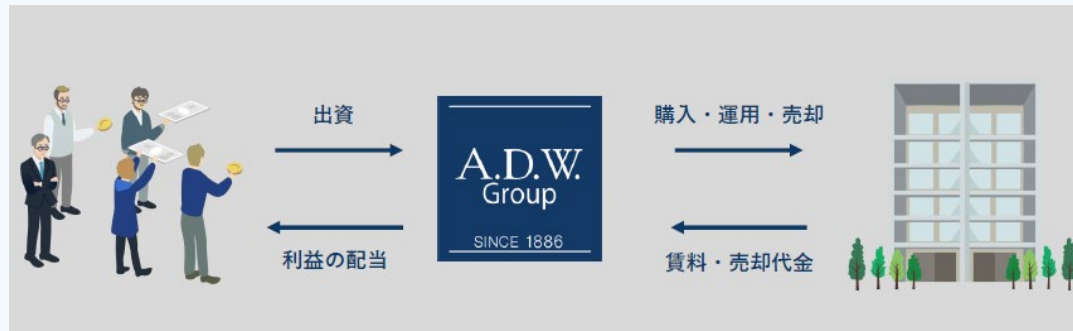 出資
利益の配当
A.D.W.
Group
SINCE 1886
購入・運用・売却
賃料・売却代金